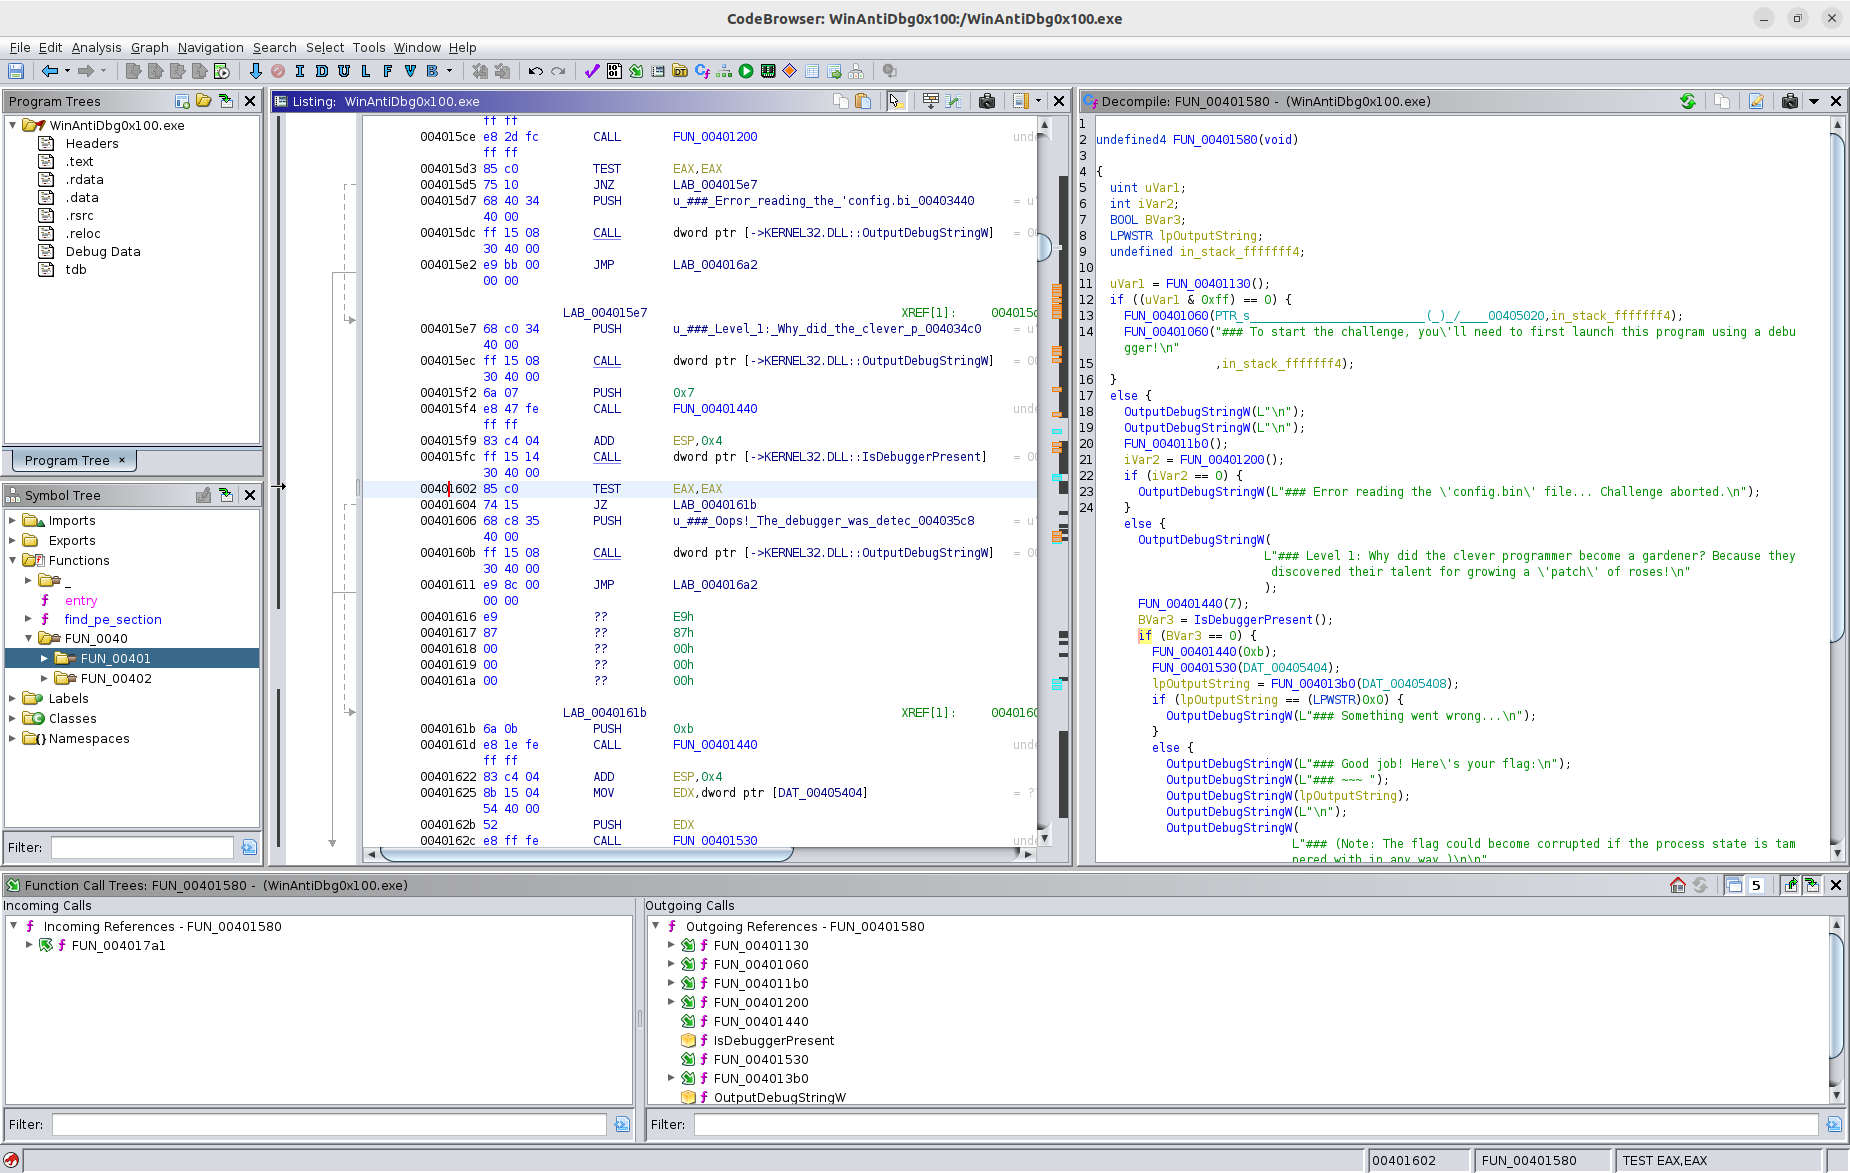 CodeBrowser: WinAntiDbg0x100:/WinAntiDbg0x100.exe
File Edit Analysis Graph Navigation Search Select Tools Window Help
Program Trees
WinAntiDbg0x100.exe
Headers
.text
.rdata
.data
.rsrc
.reloc
Debug Data
tdb
Program Tree ×
Symbol Tree
Imports
Exports
Functions
_
entry
find_pe_section
FUN_0040
FUN_00401
FUN_00402
Labels
Classes
Namespaces
Filter:
Listing: WinAntiDbg0x100.exe
ff ff
004015ce e8 2d fc CALL FUN_00401200 unde
ff ff
004015d3 85 c0 TEST EAX,EAX
004015d5 75 10 JNZ LAB_004015e7
004015d7 68 40 34 PUSH u_###_Error_reading_the_'config.bi_00403440 = u"
40 00
004015dc ff 15 08 CALL dword ptr [->KERNEL32.DLL::OutputDebugStringW] = 00
30 40 00
004015e2 e9 bb 00 JMP LAB_004016a2
00 00
LAB_004015e7 XREF[1]: 004015d
004015e7 68 c0 34 PUSH u_###_Level_1:_Why_did_the_clever_p_004034c0 = u"
40 00
004015ec ff 15 08 CALL dword ptr [->KERNEL32.DLL::OutputDebugStringW] = 00
30 40 00
004015f2 6a 07 PUSH 0x7
004015f4 e8 47 fe CALL FUN_00401440 unde
ff ff
004015f9 83 c4 04 ADD ESP,0x4
004015fc ff 15 14 CALL dword ptr [->KERNEL32.DLL::IsDebuggerPresent] = 00
30 40 00
00401602 85 c0 TEST EAX,EAX
00401604 74 15 JZ LAB_0040161b
00401606 68 c8 35 PUSH u_###_Oops!_The_debugger_was_detec_004035c8 = u"
40 00
0040160b ff 15 08 CALL dword ptr [->KERNEL32.DLL::OutputDebugStringW] = 00
30 40 00
00401611 e9 8c 00 JMP LAB_004016a2
00 00
00401616 e9 ?? E9h
00401617 87 ?? 87h
00401618 00 ?? 00h
00401619 00 ?? 00h
0040161a 00 ?? 00h
LAB_0040161b XREF[1]: 0040160
0040161b 6a 0b PUSH 0xb
0040161d e8 1e fe CALL FUN_00401440 unde
ff ff
00401622 83 c4 04 ADD ESP,0x4
00401625 8b 15 04 MOV EDX,dword ptr [DAT_00405404] = ?
54 40 00
0040162b 52 PUSH EDX
0040162c e8 ff fe CALL FUN_00401530 unde
Decompile: FUN_00401580 - (WinAntiDbg0x100.exe)
1
2 undefined4 FUN_00401580(void)
3
4 {
5 uint uVar1;
6 int iVar2;
7 BOOL BVar3;
8 LPWSTR lpOutputString;
9 undefined in_stack_fffffff4;
10
11 uVar1 = FUN_00401130();
12 if ((uVar1 & 0xff) == 0) {
13 FUN_00401060(PTR_s_________________________(_)_/____00405020,in_stack_fffffff4);
14 FUN_00401060("### To start the challenge, you\'ll need to first launch this program using a debu
gger!\n"
15 ,in_stack_fffffff4);
16 }
17 else {
18 OutputDebugStringW(L"\n");
19 OutputDebugStringW(L"\n");
20 FUN_004011b0();
21 iVar2 = FUN_00401200();
22 if (iVar2 == 0) {
23 OutputDebugStringW(L"### Error reading the \'config.bin\' file... Challenge aborted.\n");
24 }
else {
OutputDebugStringW(
L"### Level 1: Why did the clever programmer become a gardener? Because they
discovered their talent for growing a \'patch\' of roses!\n"
);
FUN_00401440(7);
BVar3 = IsDebuggerPresent();
if (BVar3 == 0) {
FUN_00401440(0xb);
FUN_00401530(DAT_00405404);
lpOutputString = FUN_004013b0(DAT_00405408);
if (lpOutputString == (LPWSTR)0x0) {
OutputDebugStringW(L"### Something went wrong...\n");
}
else {
OutputDebugStringW(L"### Good job! Here\'s your flag:\n");
OutputDebugStringW(L"### ~~~ ");
OutputDebugStringW(lpOutputString);
OutputDebugStringW(L"\n");
OutputDebugStringW(
L"### (Note: The flag could become corrupted if the process state is tam
pered with in any way.)\n\n"
Function Call Trees: FUN_00401580 - (WinAntiDbg0x100.exe)
5
Incoming Calls
Incoming References - FUN_00401580
FUN_004017a1
Filter:
Outgoing Calls
Outgoing References - FUN_00401580
FUN_00401130
FUN_00401060
FUN_004011b0
FUN_00401200
FUN_00401440
IsDebuggerPresent
FUN_00401530
FUN_004013b0
OutputDebugStringW
Filter:
00401602 FUN_00401580 TEST EAX,EAX